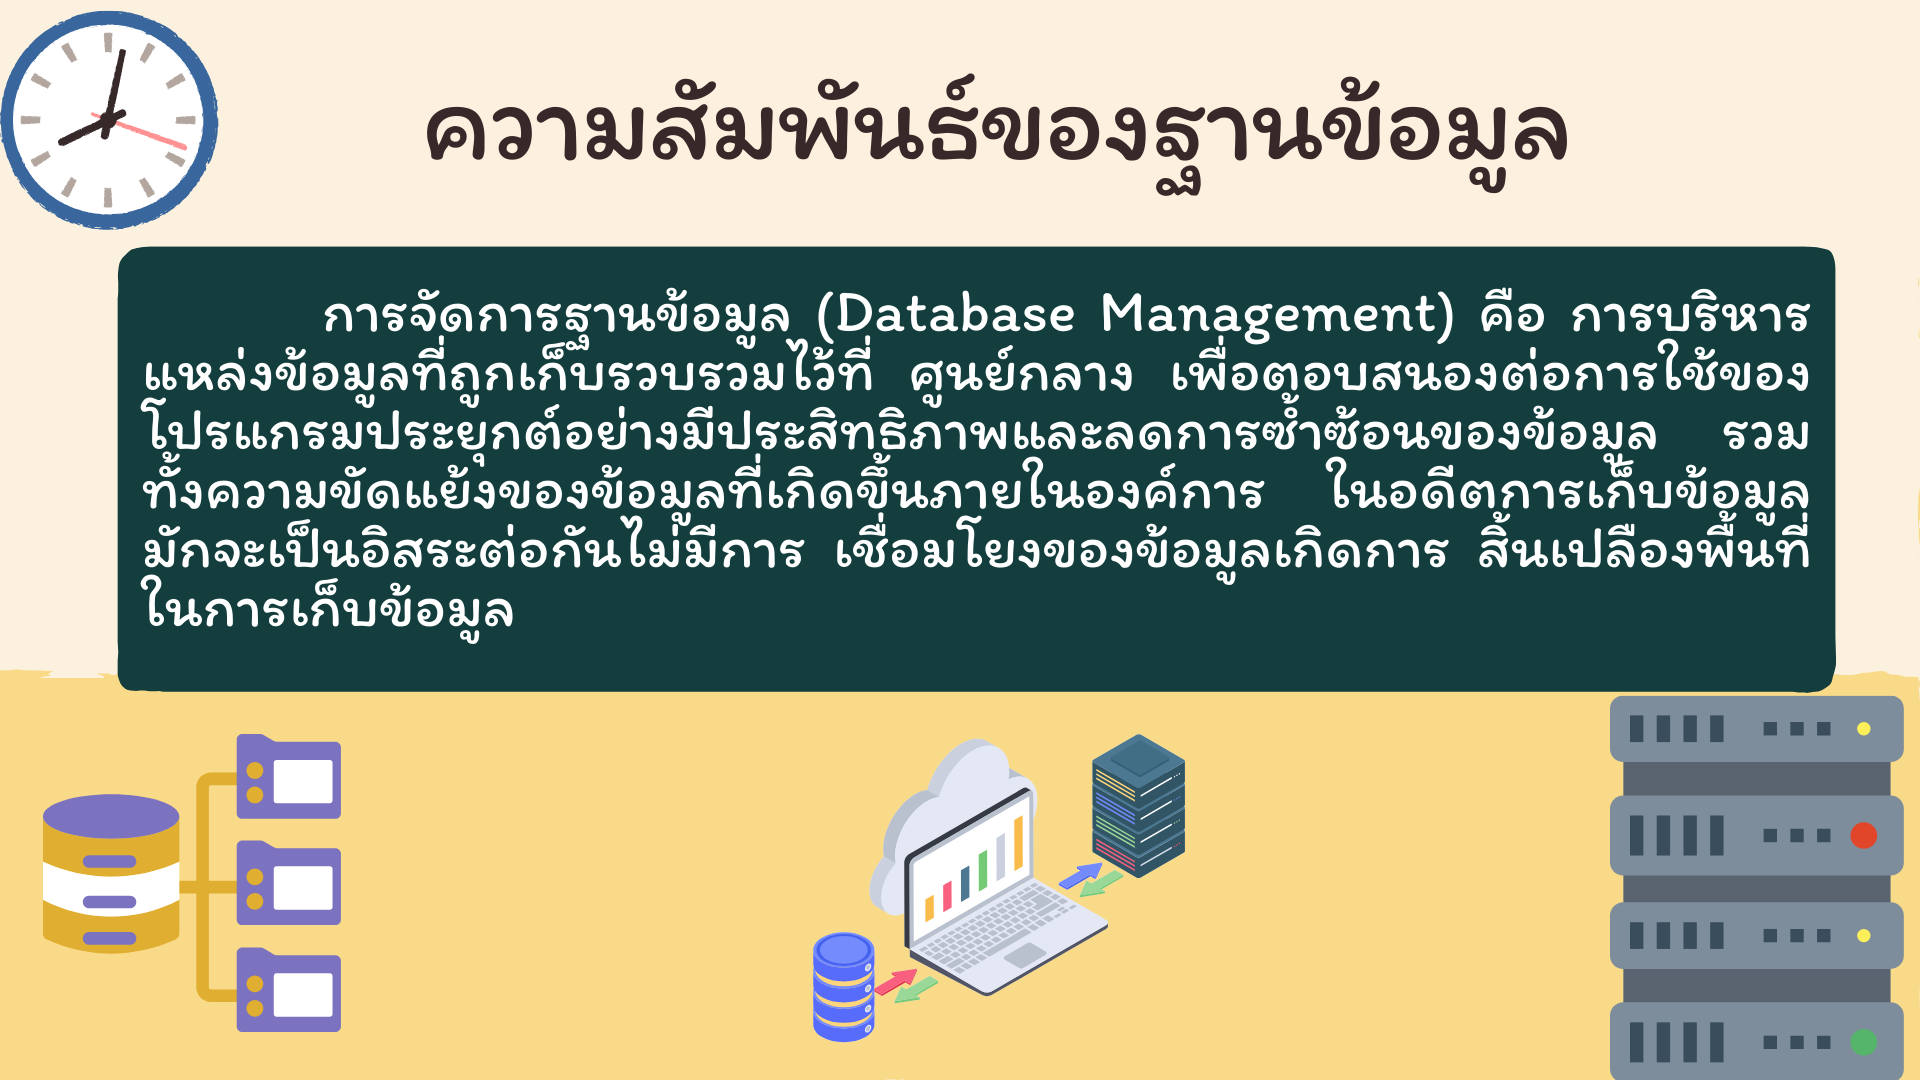 ความสัมพันธ์ของฐานข้อมูล
การจัดการฐานข้อมูล (Database Management) คือ การบริหาร
แหล่งข้อมูลที่ถูกเก็บรวบรวมไว้ที่ ศูนย์กลาง เพื่อตอบสนองต่อการใช้ของ
โปรแกรมประยุกต์อย่างมีประสิทธิภาพและลดการซ้ำซ้อนของข้อมูล รวม
ทั้งความขัดแย้งของข้อมูลที่เกิดขึ้นภายในองค์การ ในอดีตการเก็บข้อมูล
มักจะเป็นอิสระต่อกันไม่มีการ เชื่อมโยงของข้อมูลเกิดการ สิ้นเปลืองพื้นที่
ในการเก็บข้อมูล